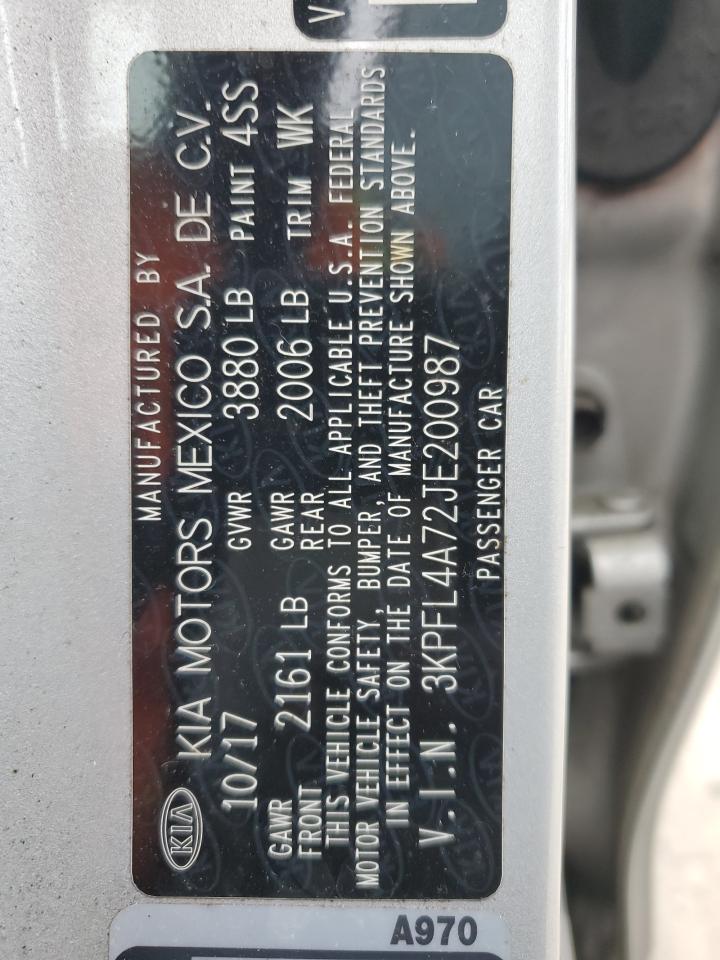 MANUFACTURED BY
KIA KIA MOTORS MEXICO S.A. DE C.V.
10/17 GVWR 3880 LB PAINT 4SS
GAWR FRONT 2161 LB GAWR REAR 2006 LB TRIM WK
THIS VEHICLE CONFORMS TO ALL APPLICABLE U.S.A. FEDERAL
MOTOR VEHICLE SAFETY, BUMPER, AND THEFT PREVENTION STANDARDS
IN EFFECT ON THE DATE OF MANUFACTURE SHOWN ABOVE.
V.I.N. 3KPFL4A72JE200987
PASSENGER CAR
A970
V